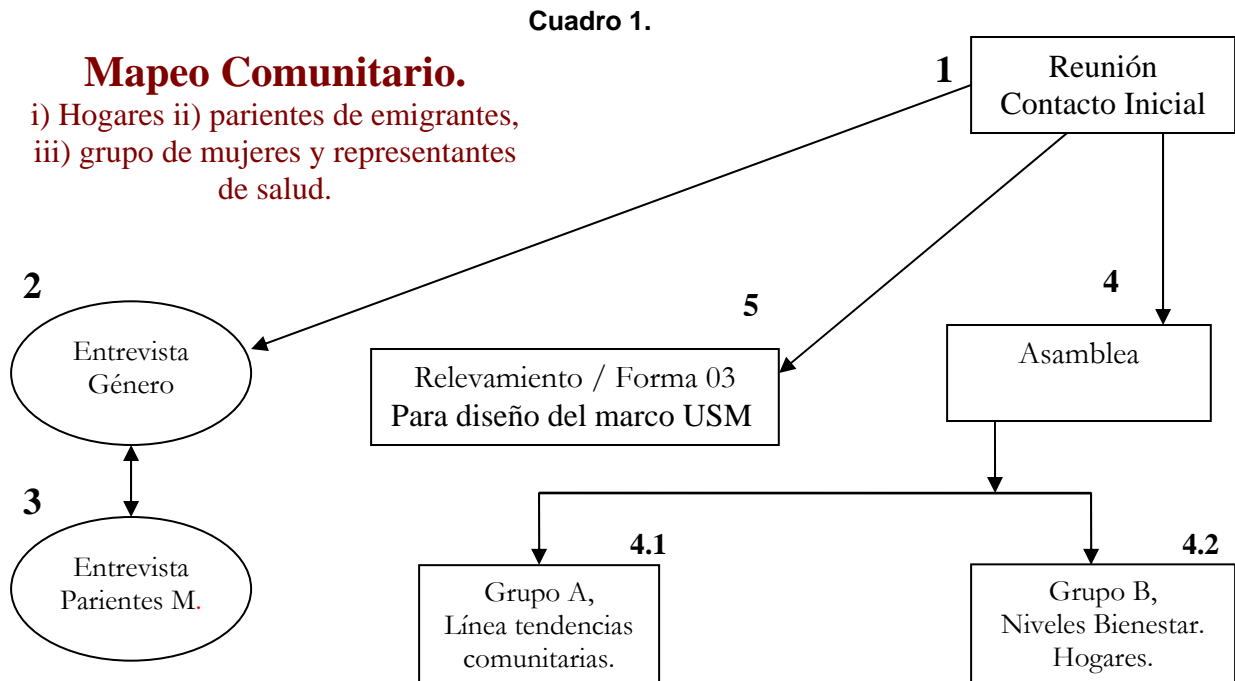 Cuadro 1.
Mapeo Comunitario.
i) Hogares ii) parientes de emigrantes,
iii) grupo de mujeres y representantes
de salud.
1
Reunión
Contacto Inicial
2
Entrevista
Género
5
Relevamiento / Forma 03
Para diseño del marco USM
4
Asamblea
3
Entrevista
Parientes M.
4.1
Grupo A,
Línea tendencias
comunitarias.
4.2
Grupo B,
Niveles Bienestar.
Hogares.